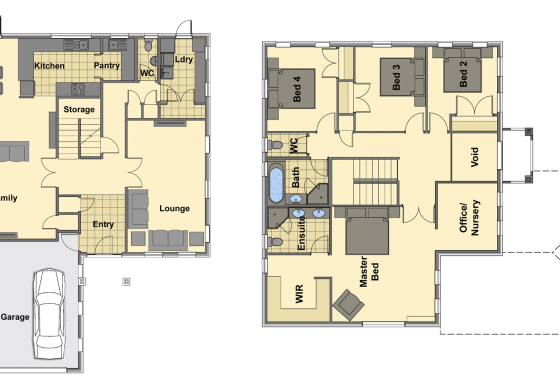 Kitchen
Pantry
WC
Ldry
Storage
Lounge
Entry
Garage
Bed 4
Bed 3
Bed 2
WC
Bath
Void
Office/
Nursery
Ensuite
Master
Bed
WIR